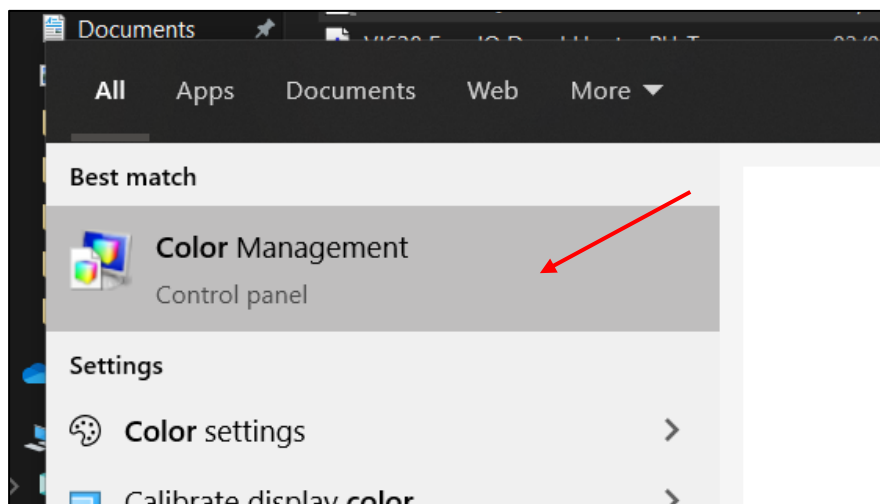 Documents
All Apps Documents Web More
Best match
Color Management
Control panel
Settings
Color settings
Calibrate display color